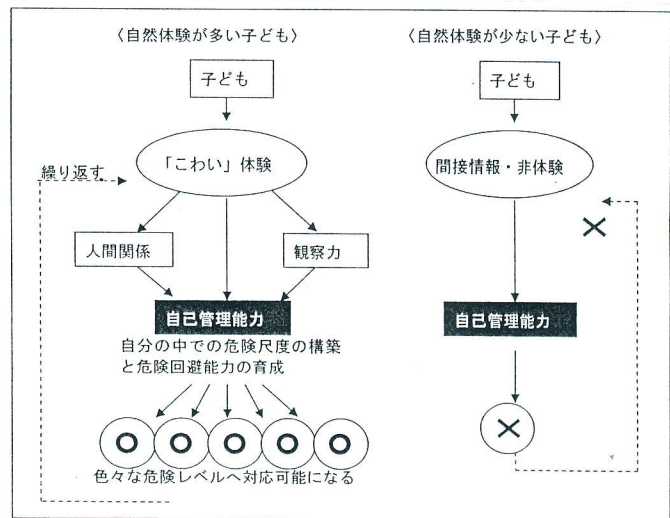 〈自然体験が多い子ども〉
子ども
「こわい」体験
繰り返す
人間関係
観察力
自己管理能力
自分の中での危険尺度の構築
と危険回避能力の育成
色々な危険レベルへ対応可能になる
〈自然体験が少ない子ども〉
子ども
間接情報・非体験
自己管理能力